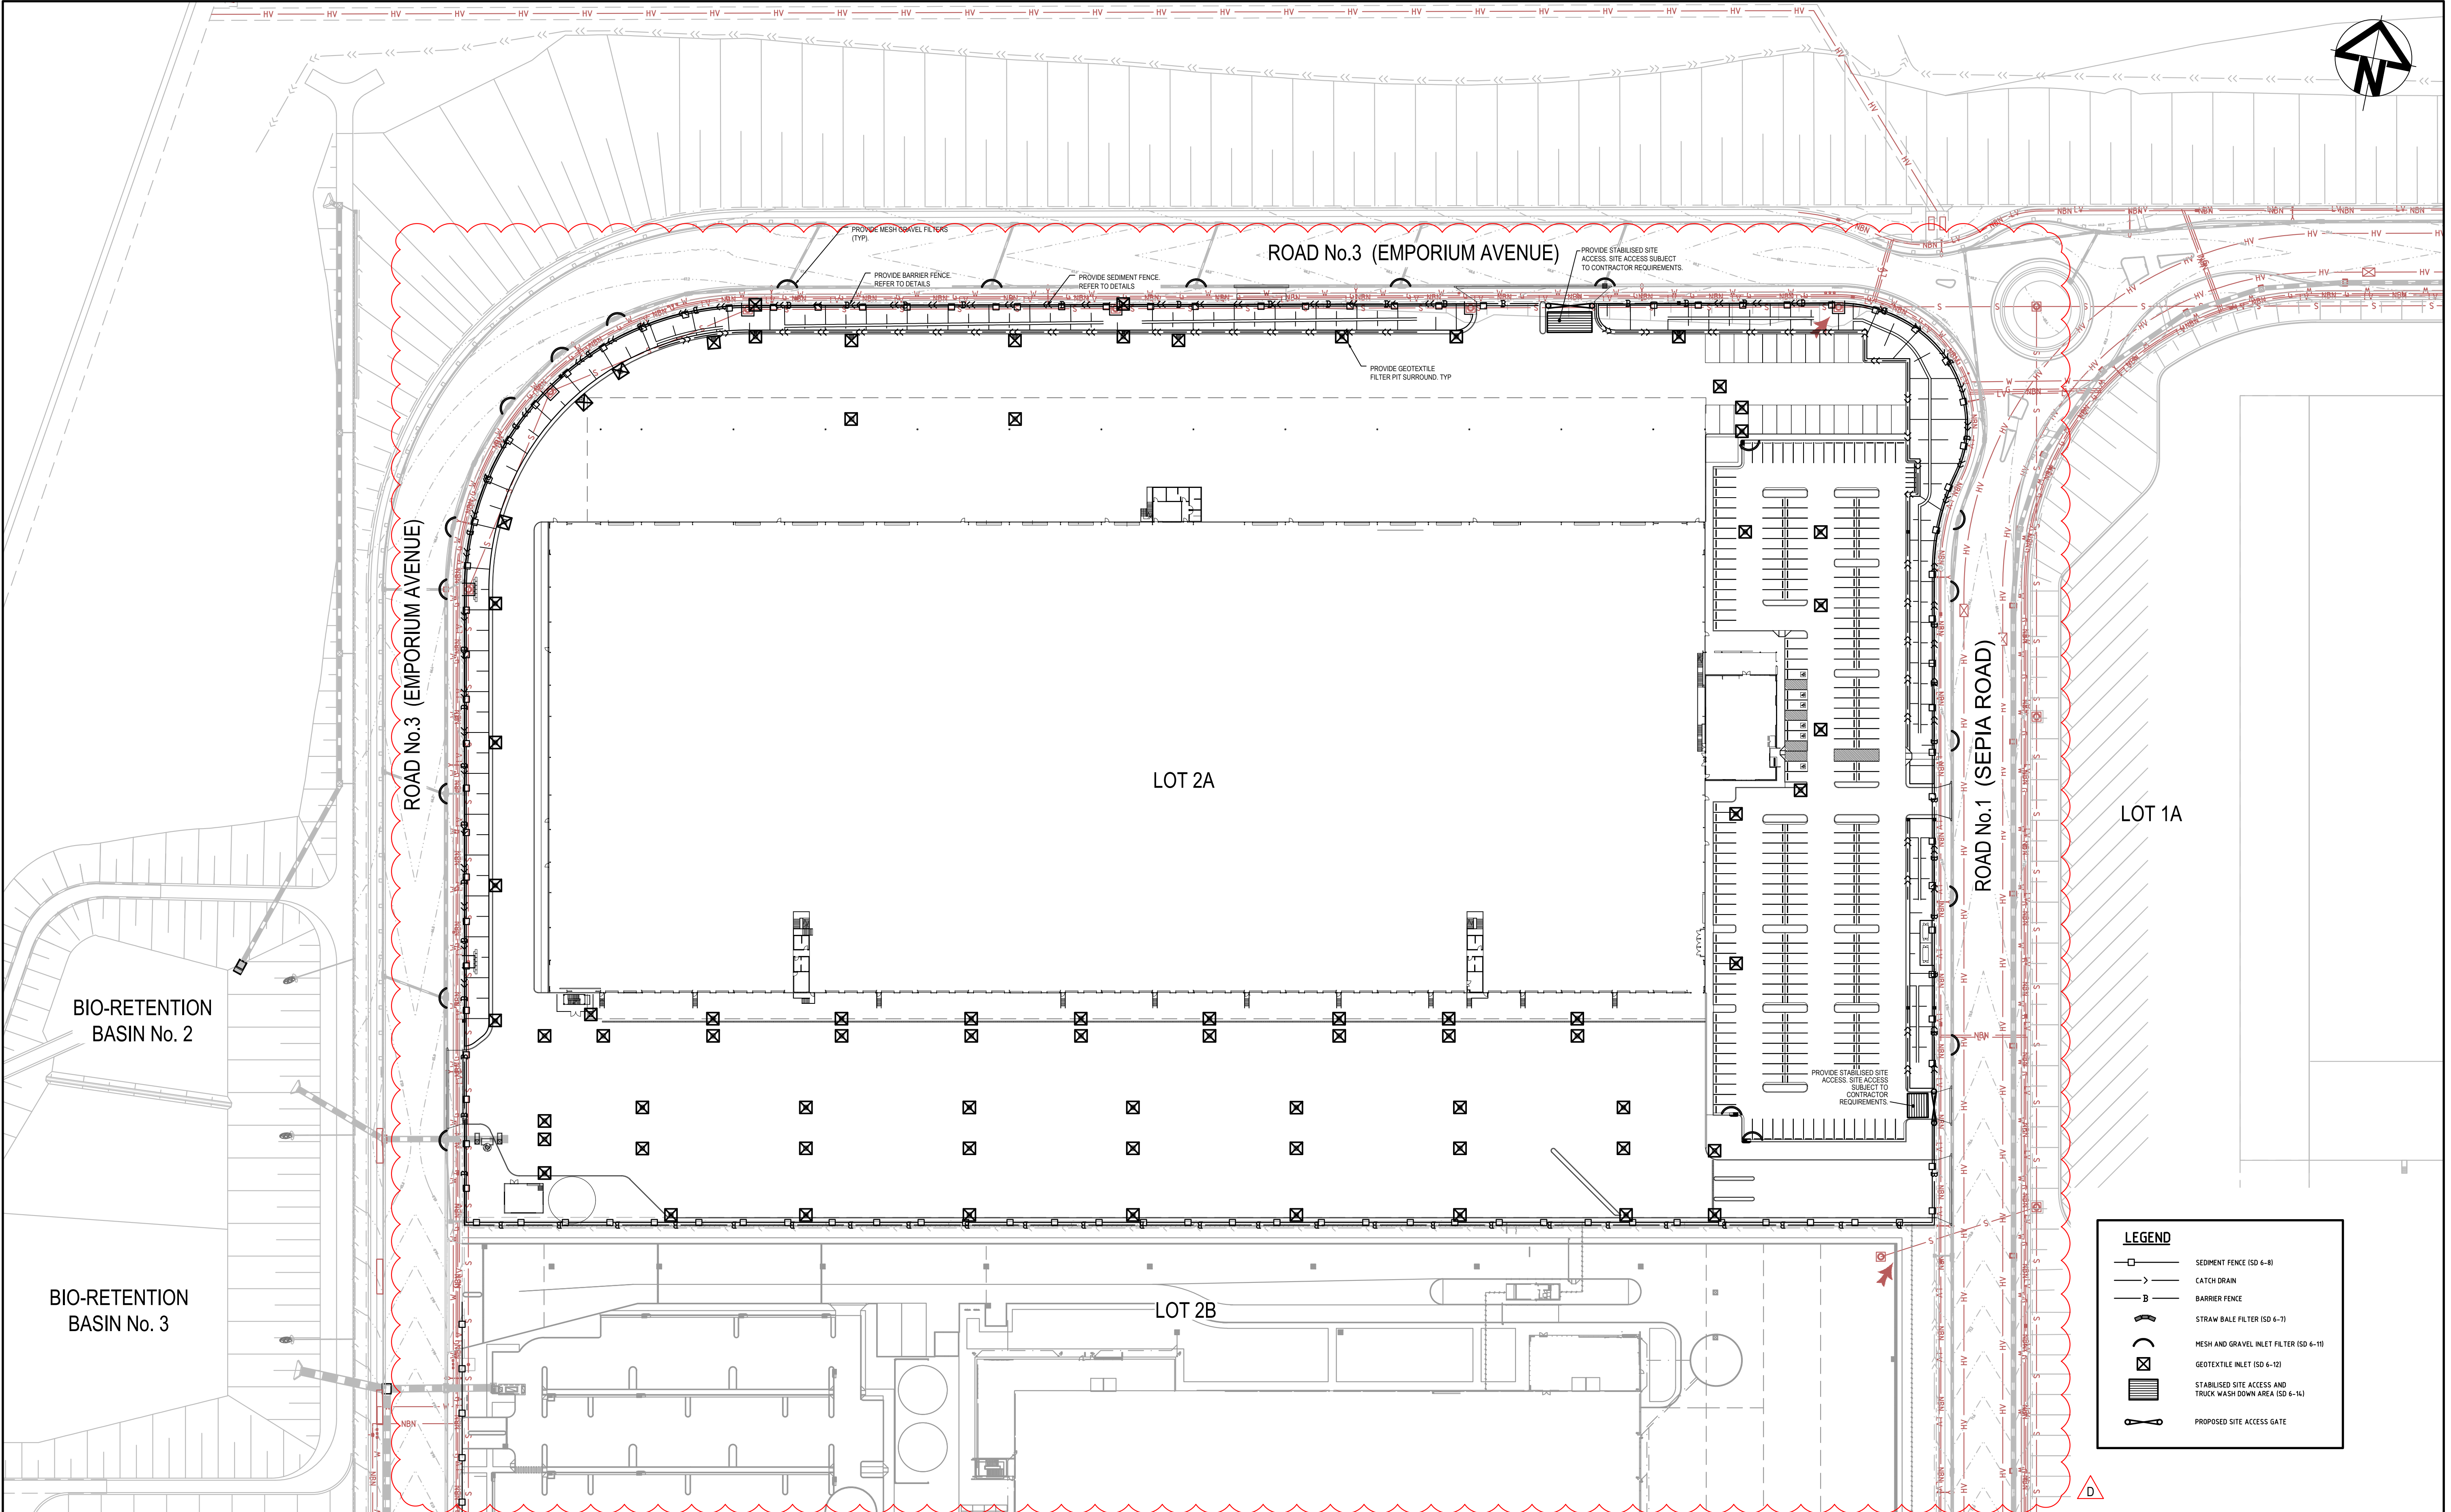 N
ROAD No.3 (EMPORIUM AVENUE)
PROVIDE MESH GRAVEL FILTERS
(TYP).
PROVIDE BARRIER FENCE.
REFER TO DETAILS
PROVIDE SEDIMENT FENCE.
REFER TO DETAILS
PROVIDE STABILISED SITE
ACCESS. SITE ACCESS SUBJECT
TO CONTRACTOR REQUIREMENTS.
PROVIDE GEOTEXTILE
FILTER PIT SURROUND. TYP
ROAD No.3 (EMPORIUM AVENUE)
LOT 2A
ROAD No.1 (SEPIA ROAD)
LOT 1A
BIO-RETENTION
BASIN No. 2
PROVIDE STABILISED SITE
ACCESS. SITE ACCESS
SUBJECT TO
CONTRACTOR
REQUIREMENTS.
BIO-RETENTION
BASIN No. 3
LOT 2B
LEGEND
SEDIMENT FENCE (SD 6-8)
CATCH DRAIN
B
BARRIER FENCE
STRAW BALE FILTER (SD 6-7)
MESH AND GRAVEL INLET FILTER (SD 6-11)
GEOTEXTILE INLET (SD 6-12)
STABILISED SITE ACCESS AND
TRUCK WASH DOWN AREA (SD 6-14)
PROPOSED SITE ACCESS GATE
D